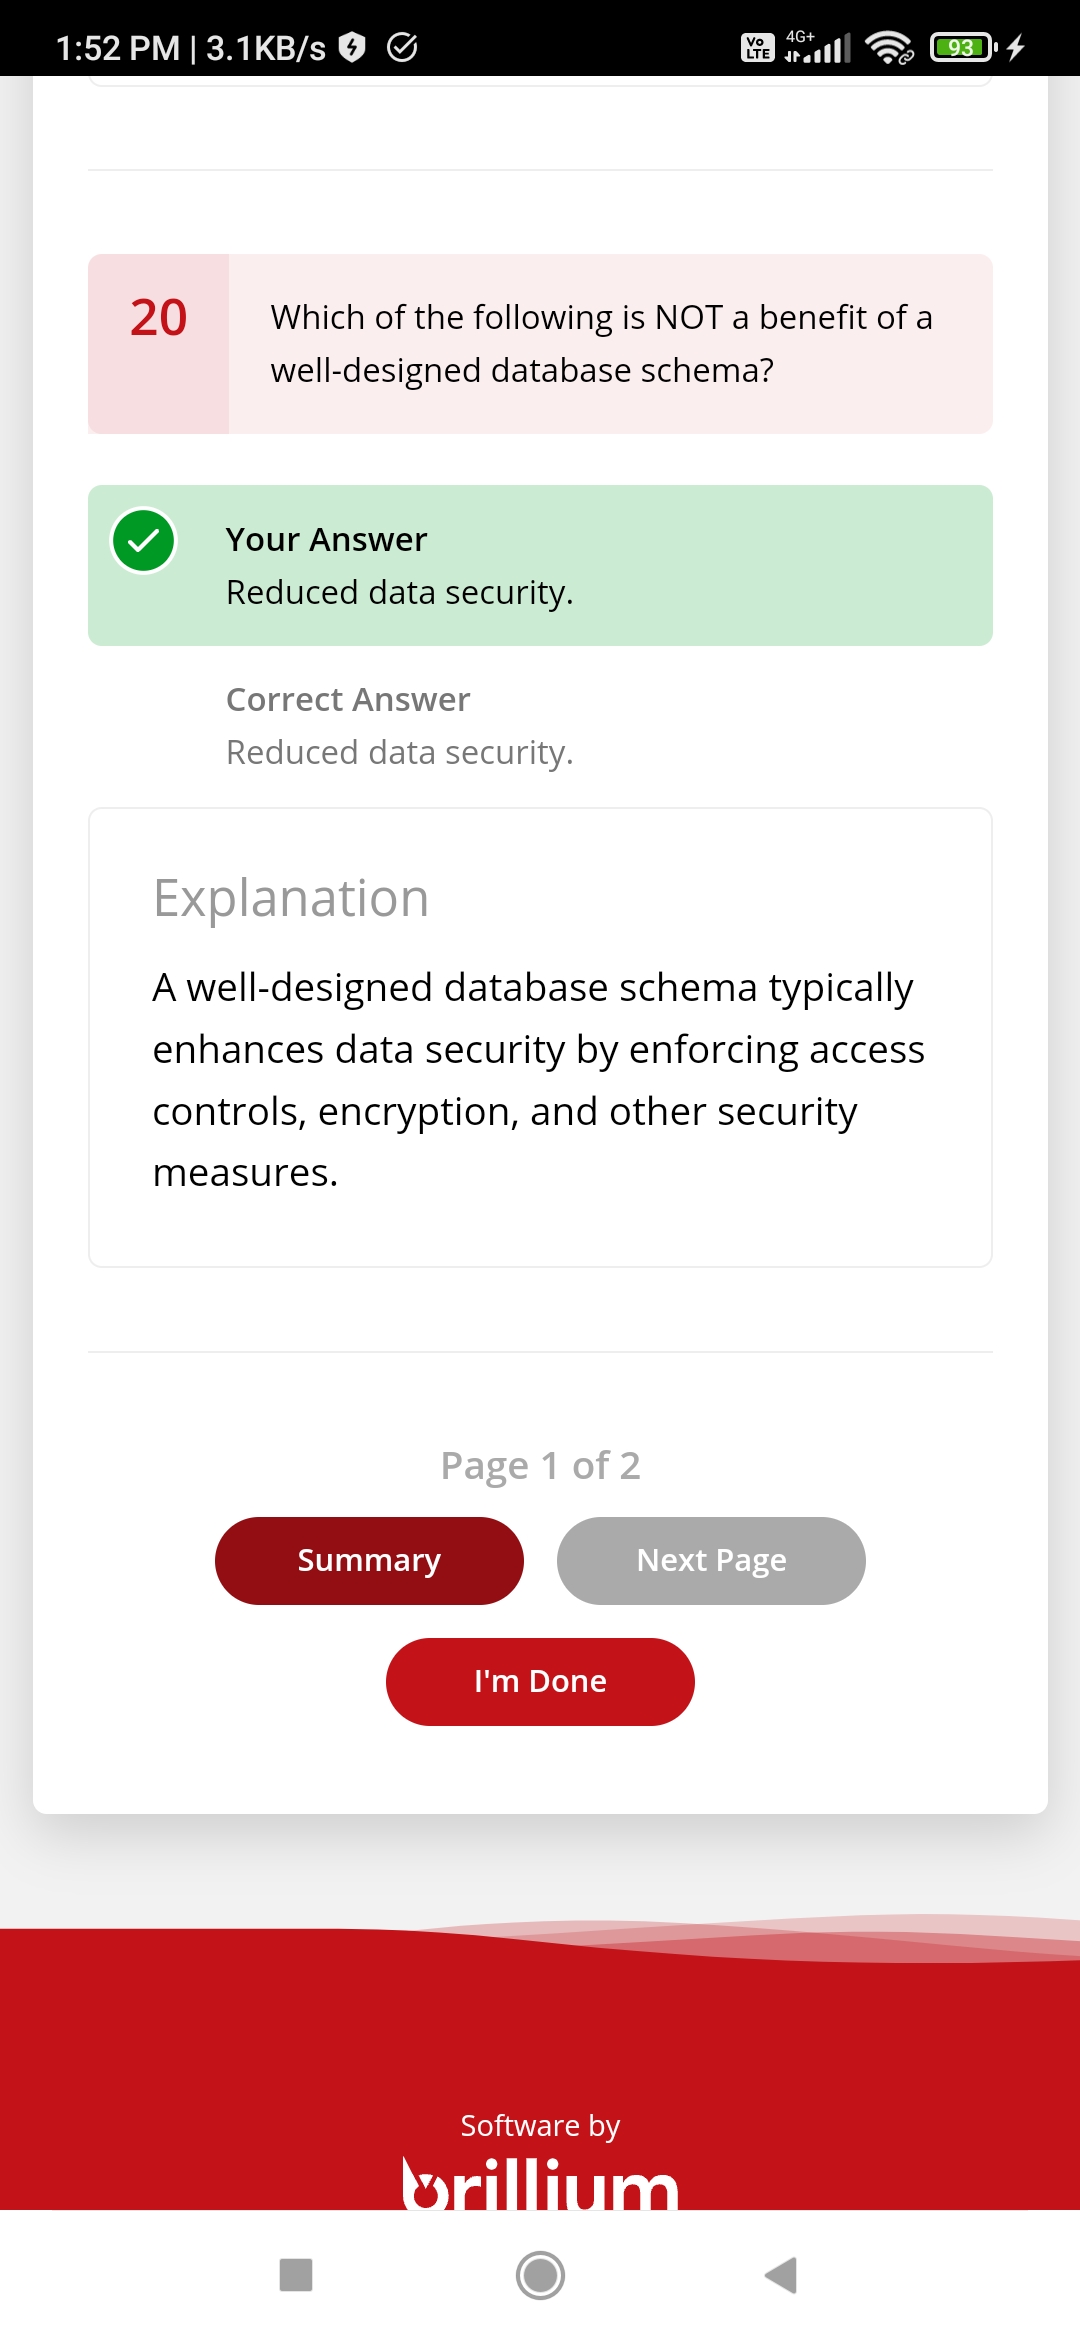 1:52 PM | 3.1KB/s Vo LTE 4G+ 93
20
Which of the following is NOT a benefit of a
well-designed database schema?
Your Answer
Reduced data security.
Correct Answer
Reduced data security.
Explanation
A well-designed database schema typically
enhances data security by enforcing access
controls, encryption, and other security
measures.
Page 1 of 2
Summary
Next Page
I'm Done
Software by
brillium